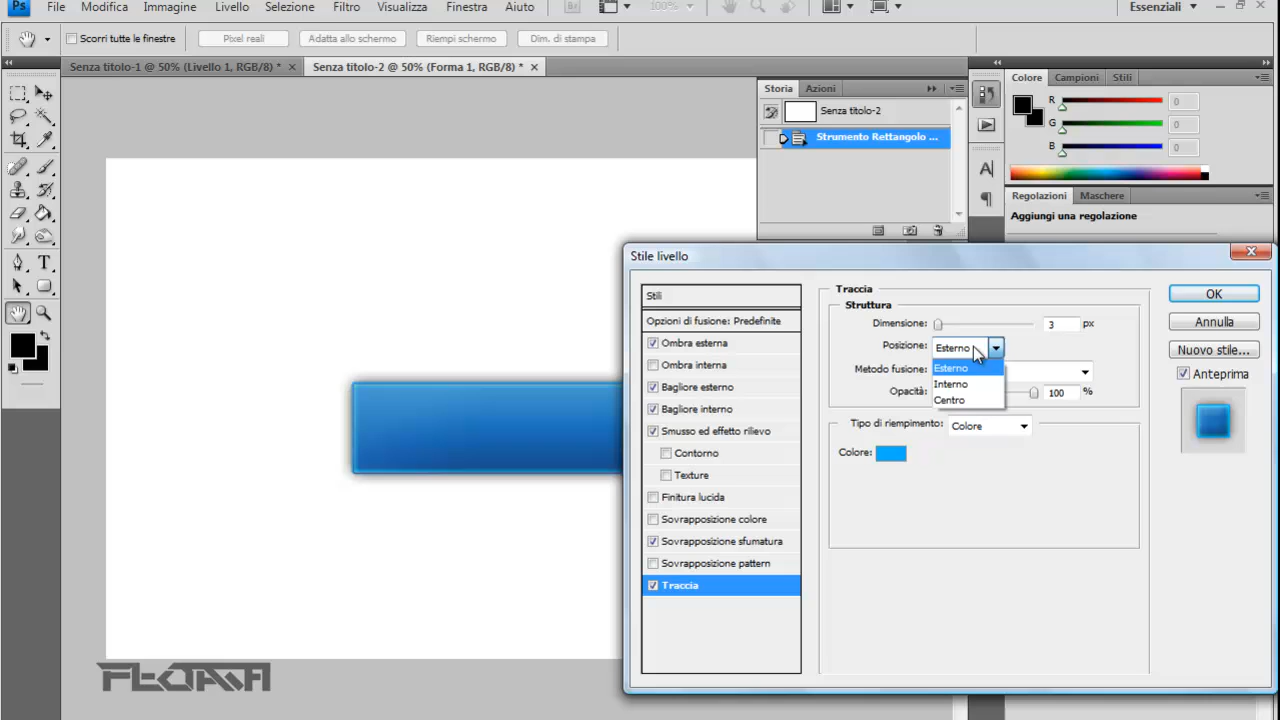 Ps File Modifica Immagine Livello Selezione Filtro Analisi Visualizza Finestra Aiuto Br 100% Essenziali
Scorri tutte le finestre Pixel reali Adatta allo schermo Riempi schermo Dim. di stampa
Senza titolo-1 @ 50% (Livello 1, RGB/8) * Senza titolo-2 @ 50% (Forma 1, RGB/8) *
Colore Campioni Stili
Storia Azioni
Senza titolo-2
Strumento Rettangolo ...
R 0
G 0
B 0
Regolazioni Maschere
Aggiungi una regolazione
Stile livello
Stili
Opzioni di fusione: Predefinite
Ombra esterna
Ombra interna
Bagliore esterno
Bagliore interno
Smusso ed effetto rilievo
Contorno
Texture
Finitura lucida
Sovrapposizione colore
Sovrapposizione sfumatura
Sovrapposizione pattern
Traccia
Traccia
Struttura
Dimensione: 3 px
Posizione: Esterno
Esterno
Interno
Centro
Metodo fusione:
Opacità: 100 %
Tipo di riempimento: Colore
Colore:
OK
Annulla
Nuovo stile...
Anteprima